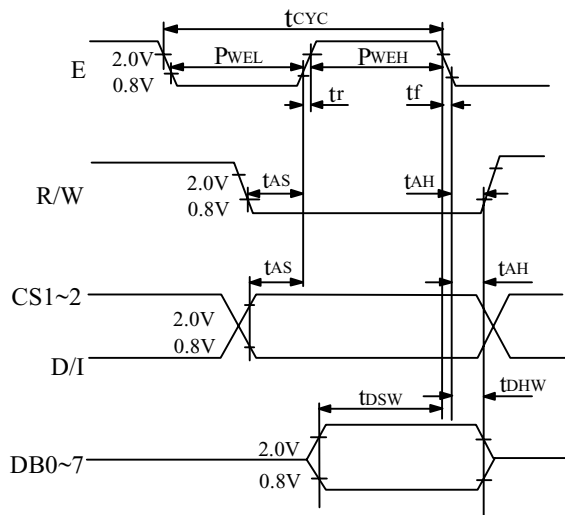 tCYC
2.0V
PWEL
PWEH
E
0.8V
tr
tf
2.0V
tAS
tAH
R/W
0.8V
tAS
tAH
CS1~2
2.0V
0.8V
D/I
tDSW
tDHW
2.0V
DB0~7
0.8V